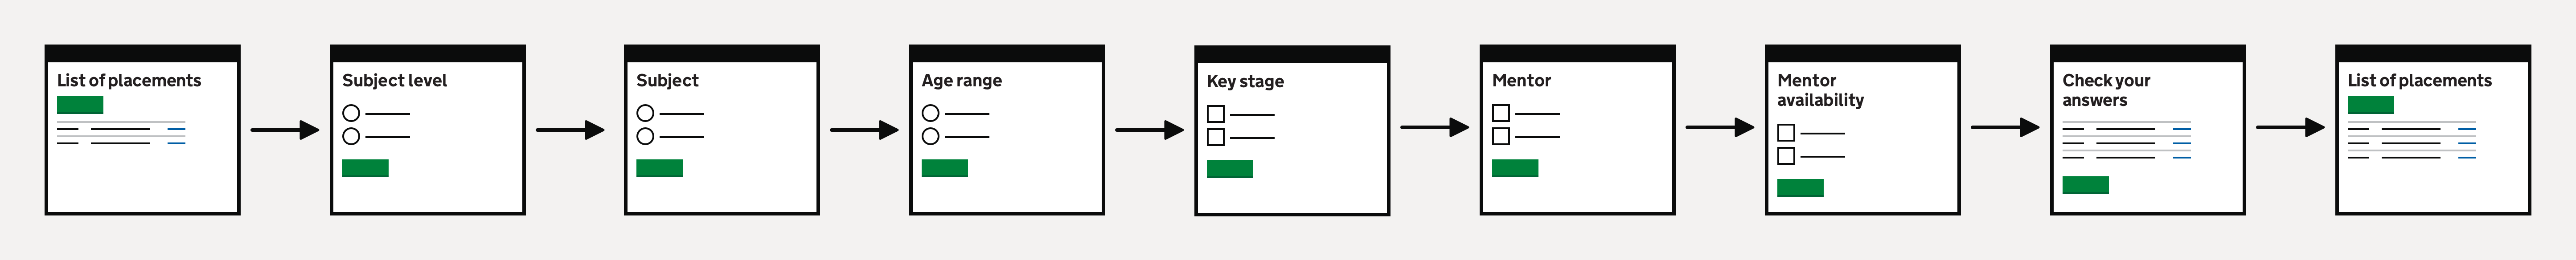 List of placements
Subject level
Subject
Age range
Key stage
Mentor
Mentor
availability
Check your
answers
List of placements